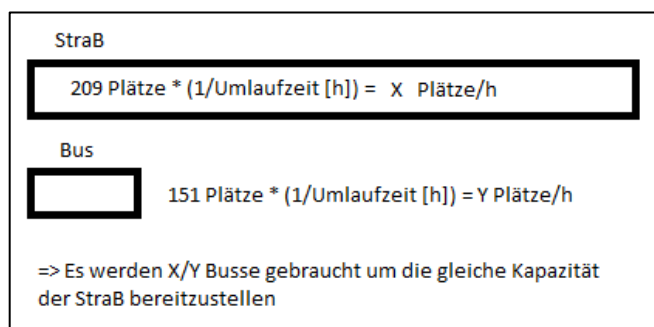 StraB
209 Plätze * (1/Umlaufzeit [h]) = X Plätze/h
Bus
151 Plätze * (1/Umlaufzeit [h]) = Y Plätze/h
=> Es werden X/Y Busse gebraucht um die gleiche Kapazität
der StraB bereitzustellen